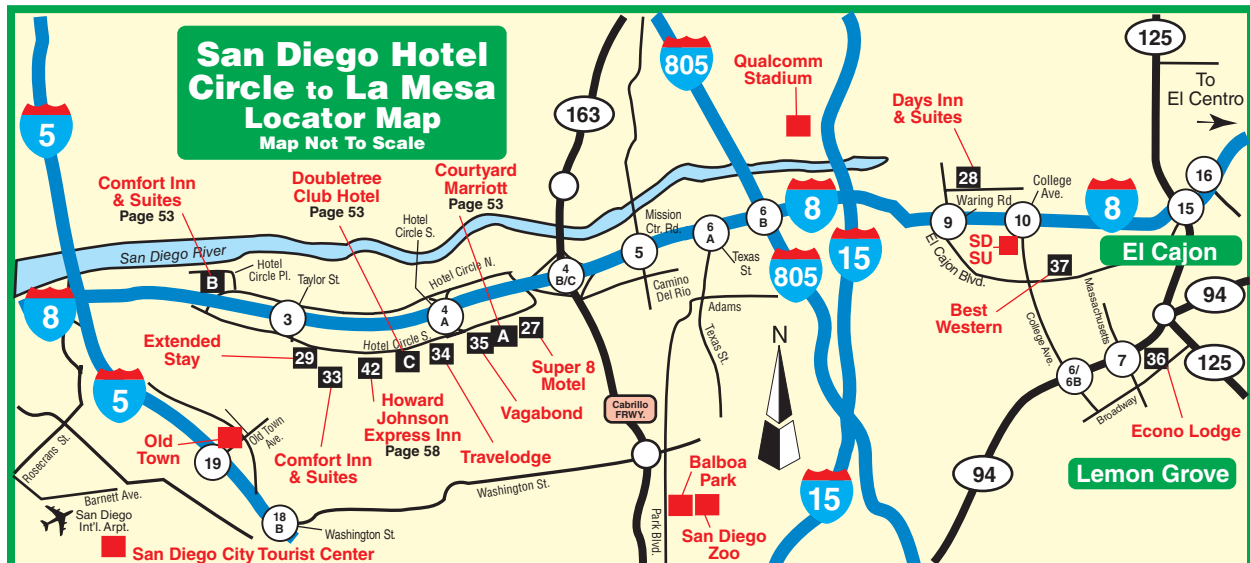 San Diego Hotel
Circle to La Mesa
Locator Map
Map Not To Scale
5
163
805
Qualcomm
Stadium
Days Inn
& Suites
125
To
El Centro
Comfort Inn
& Suites
Page 53
Doubletree
Club Hotel
Page 53
Courtyard
Marriott
Page 53
Hotel
Circle S.
San Diego River
B
Hotel
Circle Pl.
Taylor St.
Hotel Circle N.
4
B/C
5
Mission
Ctr. Rd.
6
A
Texas
St.
6
B
8
28
Waring Rd.
9
College
Ave.
10
8
15
16
SD
SU
37
El Cajon
El Cajon Blvd.
8
3
4
A
Hotel Circle S.
Camino
Del Rio
Adams
805
15
94
Best
Western
Massachusetts
Extended
Stay
29
33
42
C
34
35
A
27
Super 8
Motel
Texas St.
N
College Ave.
6/
6B
7
36
125
Broadway
Econo Lodge
5
Howard
Johnson
Express Inn
Page 58
Vagabond
Travelodge
Cabrillo
FRWY.
Old
Town
Old Town
Ave.
19
Comfort Inn
& Suites
Rosecrans St.
Barnett Ave.
San Diego
Int'l. Arpt.
18
B
Washington St.
Washington St.
San Diego City Tourist Center
Park Blvd.
Balboa
Park
San Diego
Zoo
15
94
Lemon Grove